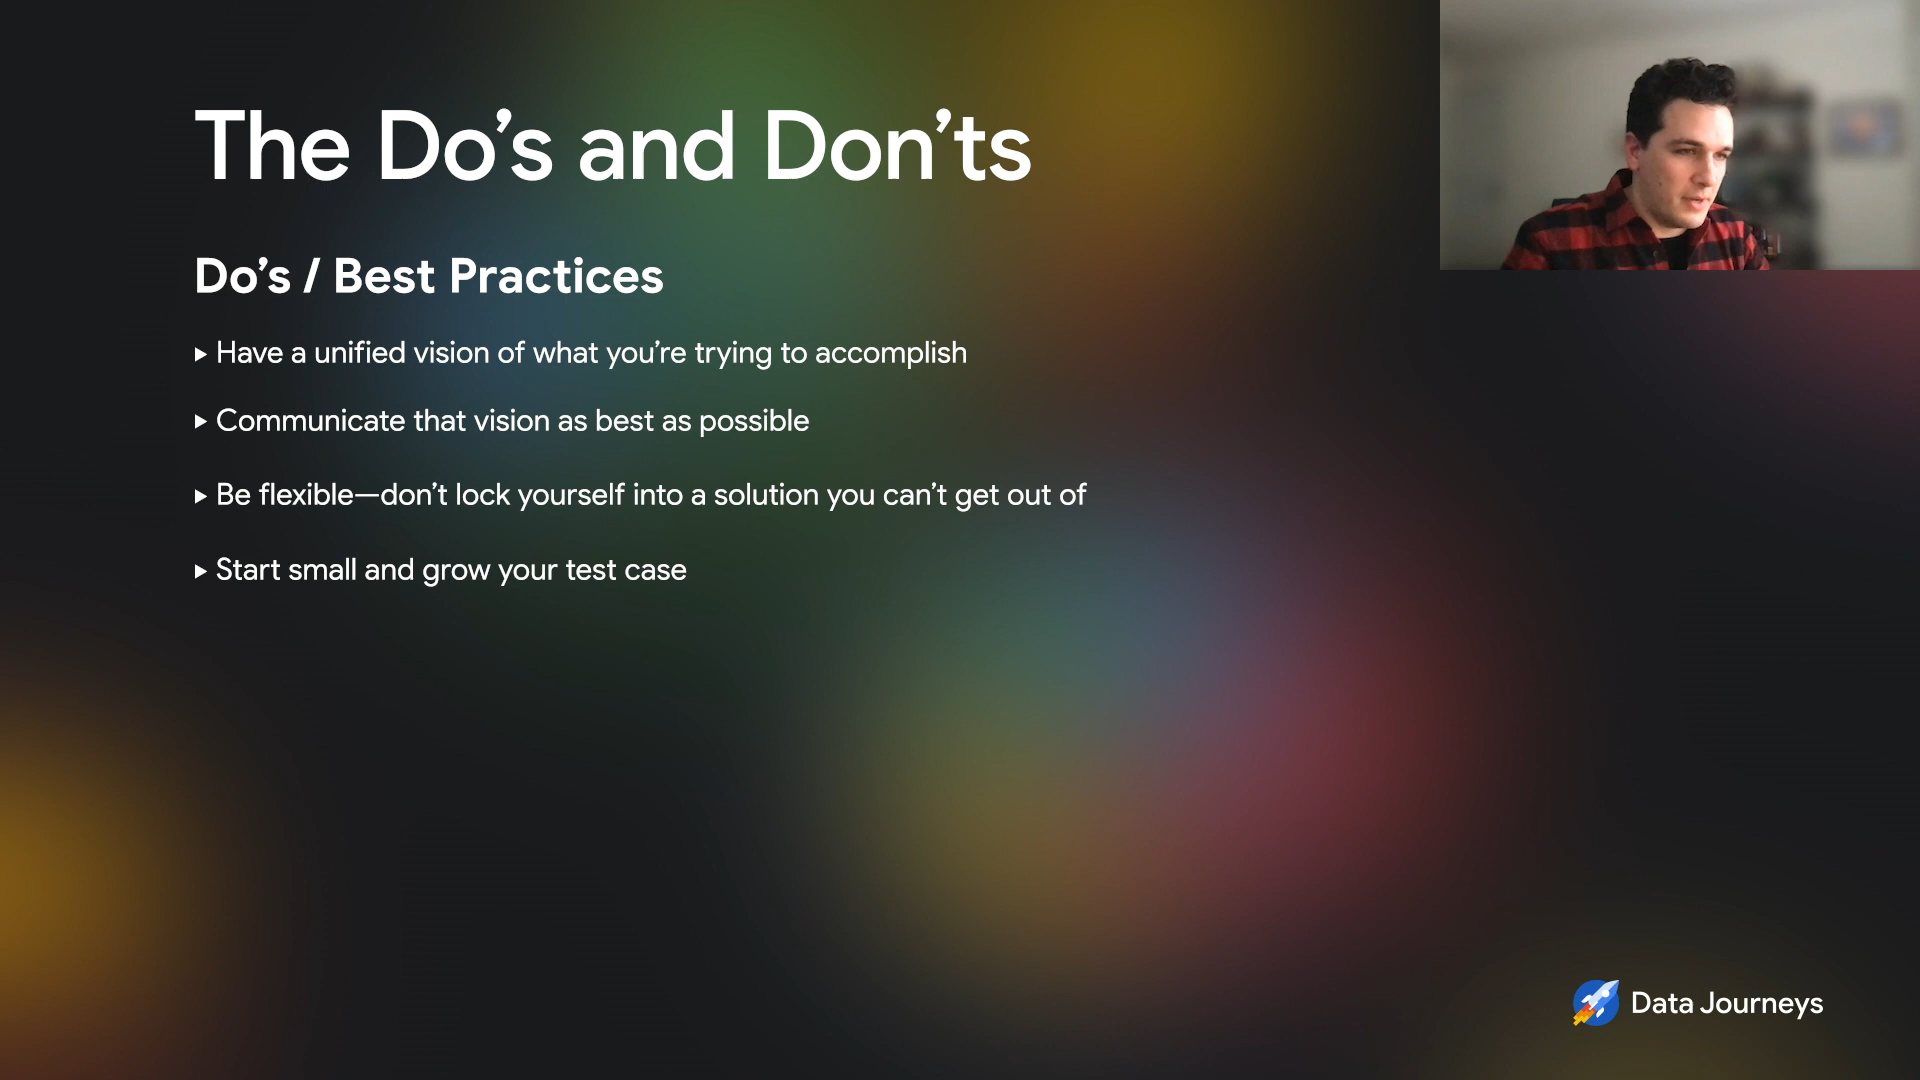 The Do’s and Don’ts
Do’s / Best Practices
▸ Have a unified vision of what you’re trying to accomplish
▸ Communicate that vision as best as possible
▸ Be flexible—don’t lock yourself into a solution you can’t get out of
▸ Start small and grow your test case
Data Journeys